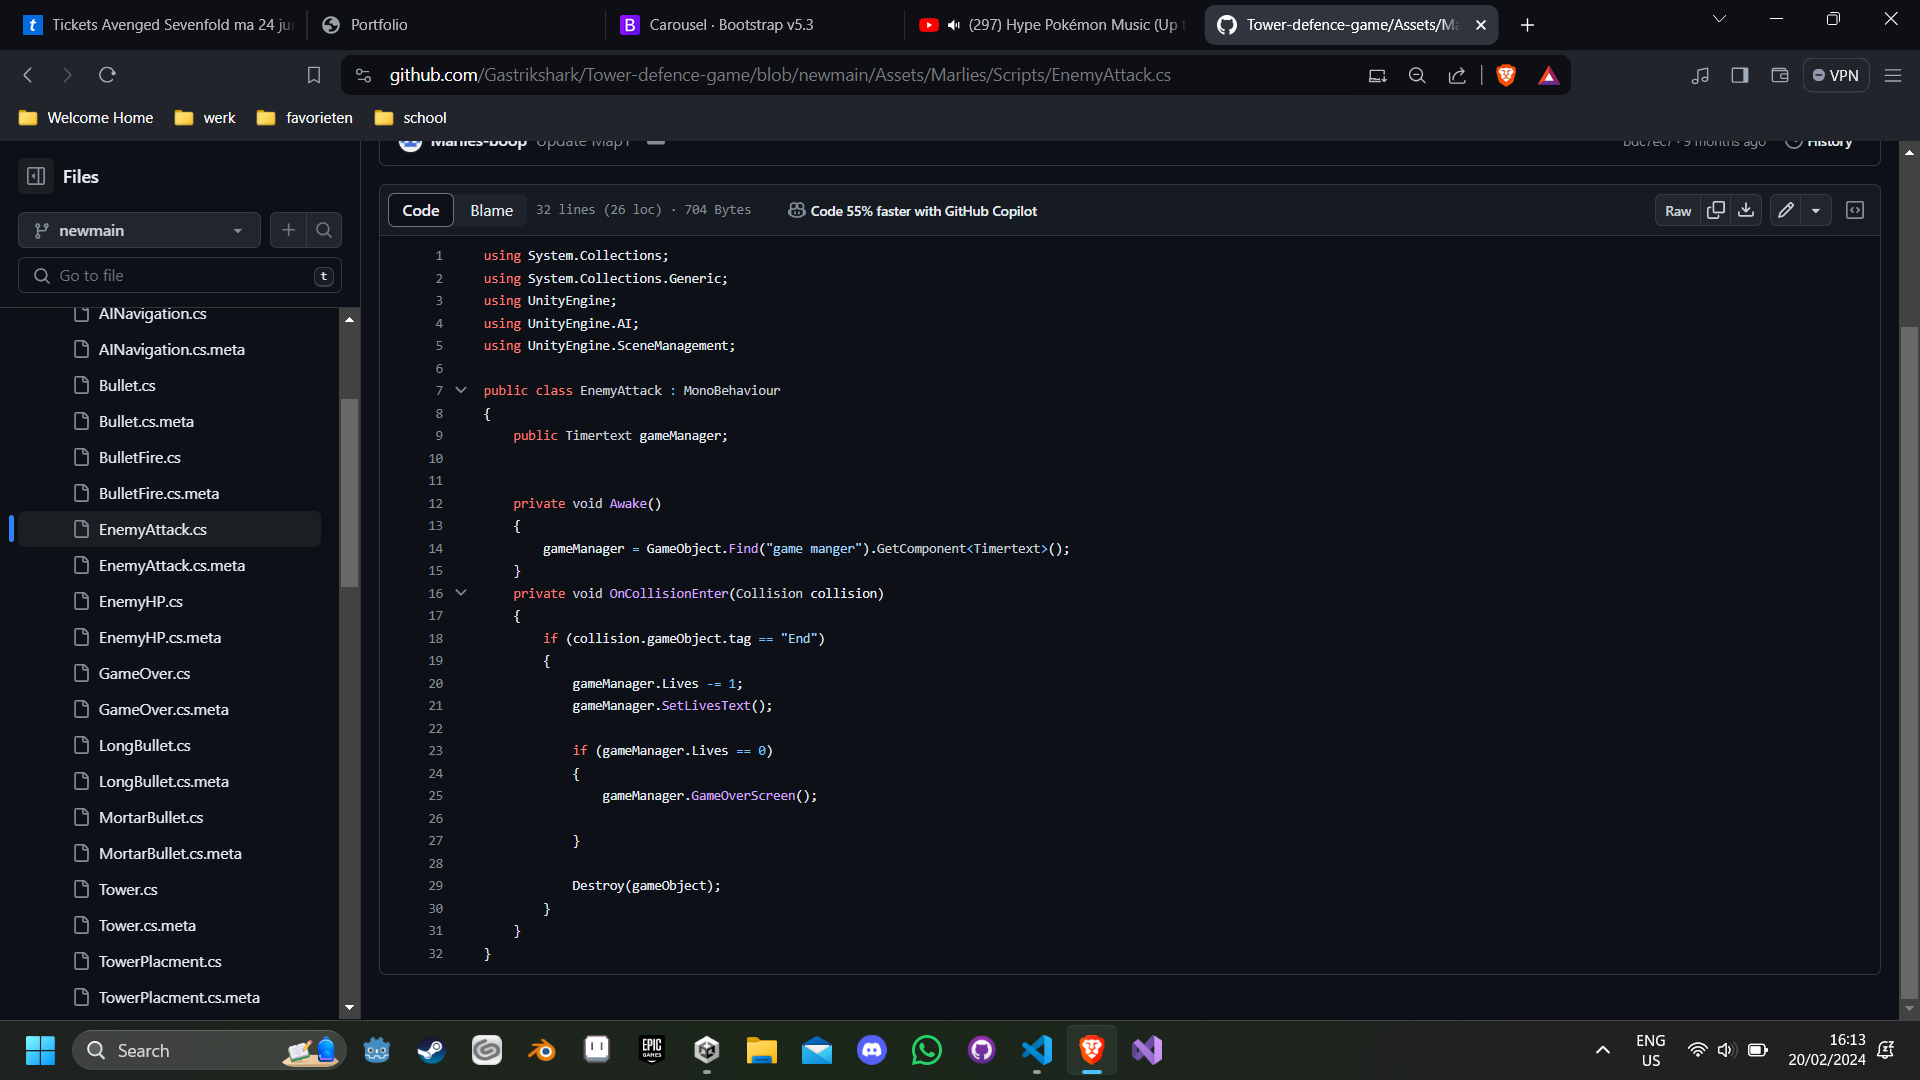 Tickets Avenged Sevenfold ma 24 ju
Portfolio
B Carousel · Bootstrap v5.3
(297) Hype Pokémon Music (Up t
Tower-defence-game/Assets/Ma
github.com/Gastrikshark/Tower-defence-game/blob/newmain/Assets/Marlies/Scripts/EnemyAttack.cs
VPN
Welcome Home
werk
favorieten
school
Marlies-boop Update Map1
bdc7ec7 · 9 months ago
History
Files
newmain
Go to file
t
AINavigation.cs
AINavigation.cs.meta
Bullet.cs
Bullet.cs.meta
BulletFire.cs
BulletFire.cs.meta
EnemyAttack.cs
EnemyAttack.cs.meta
EnemyHP.cs
EnemyHP.cs.meta
GameOver.cs
GameOver.cs.meta
LongBullet.cs
LongBullet.cs.meta
MortarBullet.cs
MortarBullet.cs.meta
Tower.cs
Tower.cs.meta
TowerPlacment.cs
TowerPlacment.cs.meta
Code
Blame
32 lines (26 loc) · 704 Bytes
Code 55% faster with GitHub Copilot
Raw
1 using System.Collections;
2 using System.Collections.Generic;
3 using UnityEngine;
4 using UnityEngine.AI;
5 using UnityEngine.SceneManagement;
6
7 public class EnemyAttack : MonoBehaviour
8 {
9 public Timertext gameManager;
10
11
12 private void Awake()
13 {
14 gameManager = GameObject.Find("game manger").GetComponent<Timertext>();
15 }
16 private void OnCollisionEnter(Collision collision)
17 {
18 if (collision.gameObject.tag == "End")
19 {
20 gameManager.Lives -= 1;
21 gameManager.SetLivesText();
22
23 if (gameManager.Lives == 0)
24 {
25 gameManager.GameOverScreen();
26
27 }
28
29 Destroy(gameObject);
30 }
31 }
32 }
Search
EPIC
GAMES
ENG
US
16:13
20/02/2024